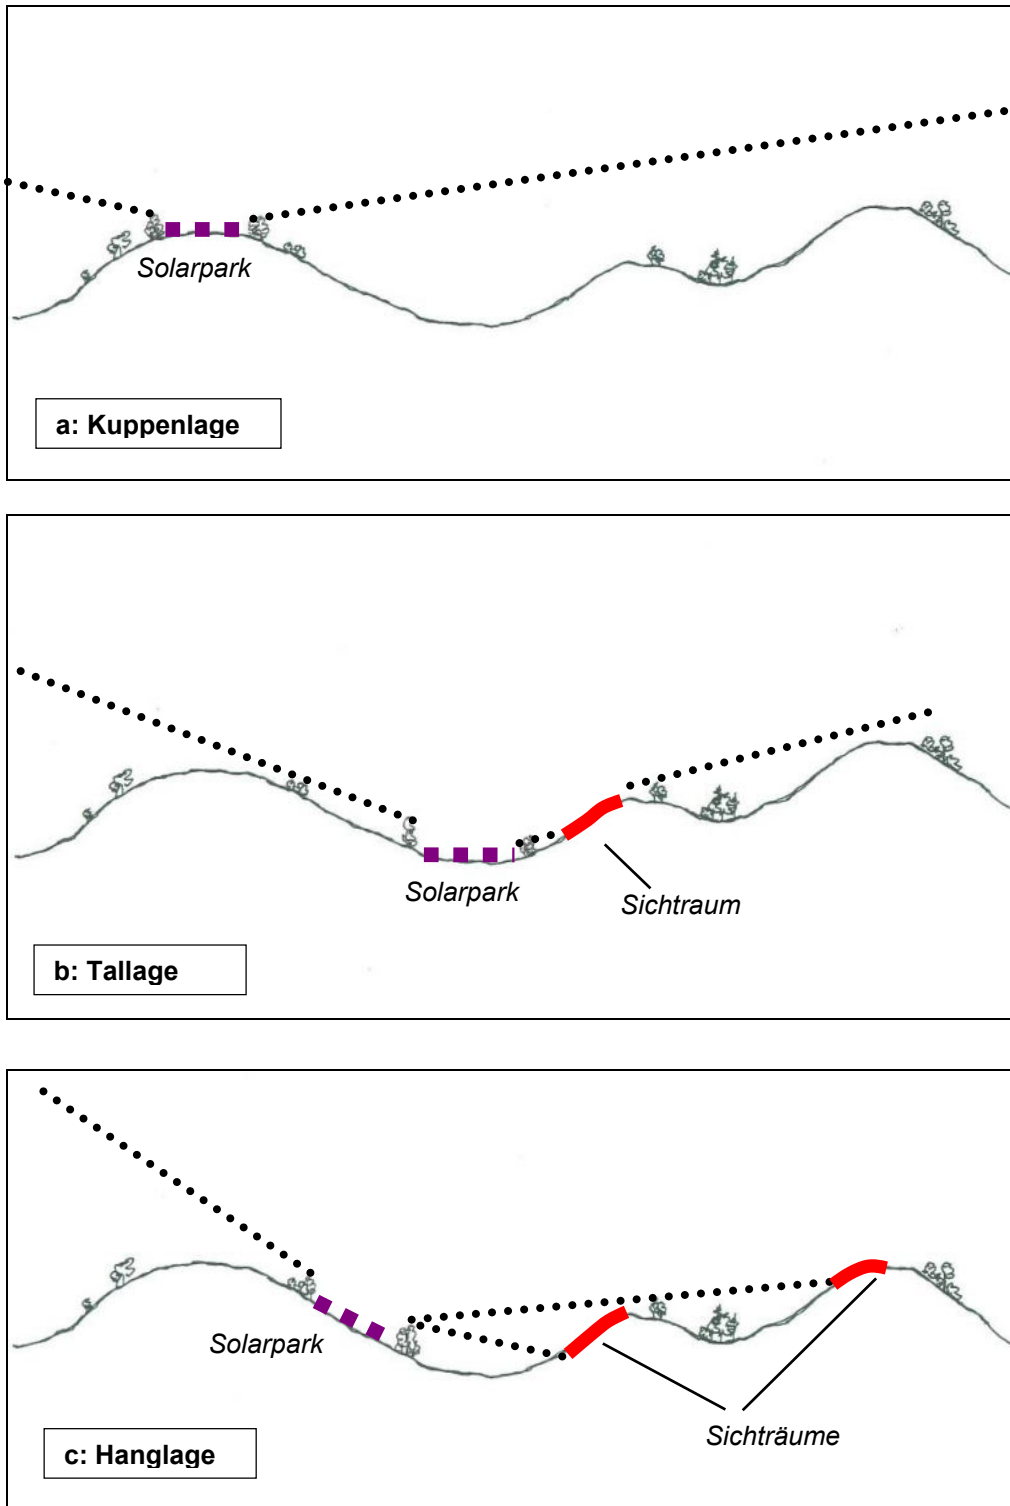 Solarpark
a: Kuppenlage
Solarpark
Sichtraum
b: Tallage
Solarpark
Sichträume
c: Hanglage